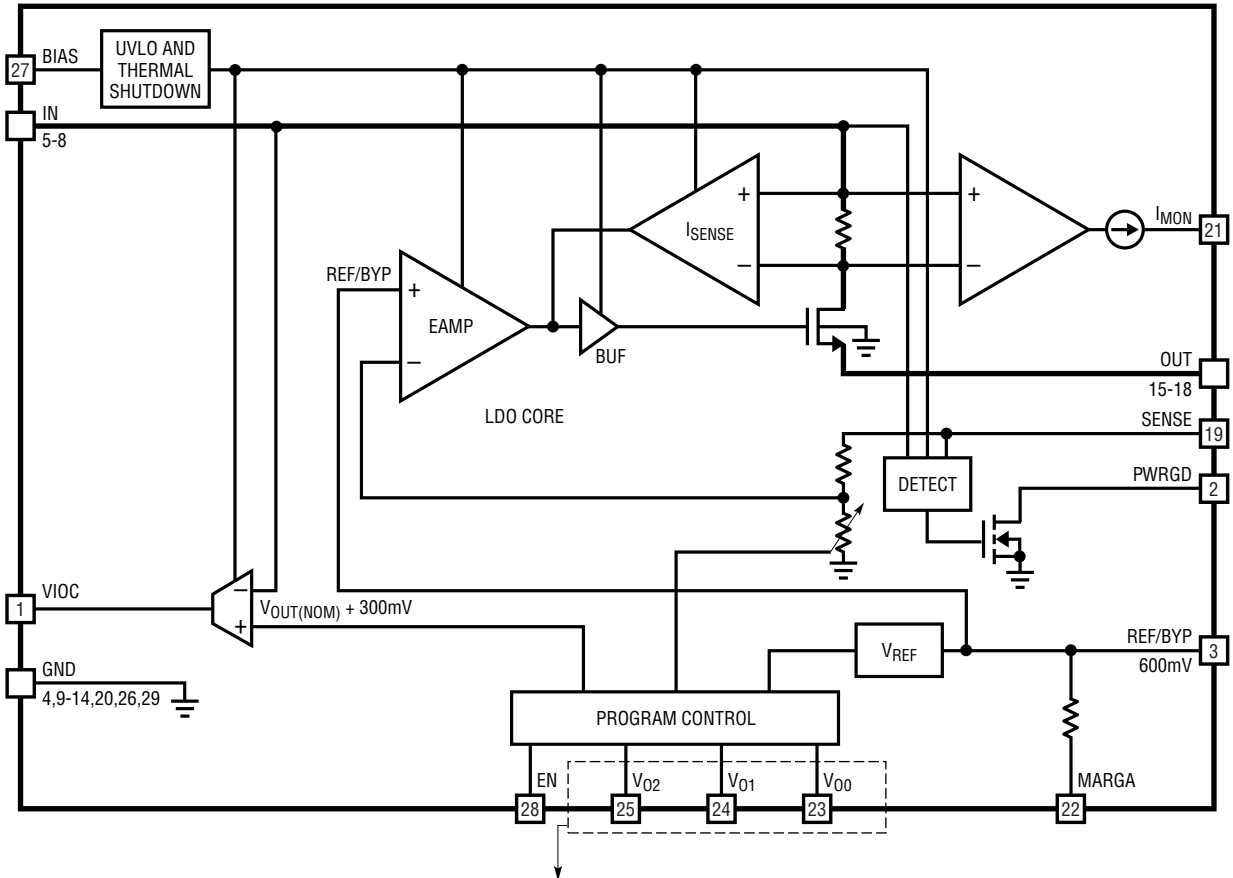 UVLO AND
THERMAL
SHUTDOWN
27
BIAS
IN
5-8
+
+
ISENSE
IMON
21
–
–
REF/BYP
+
EAMP
–
BUF
OUT
15-18
LDO CORE
SENSE
19
DETECT
PWRGD
2
1
VIOC
–
VOUT(NOM) + 300mV
+
GND
4,9-14,20,26,29
VREF
REF/BYP
3
600mV
PROGRAM CONTROL
EN
VO2
VO1
VO0
MARGA
28
25
24
23
22